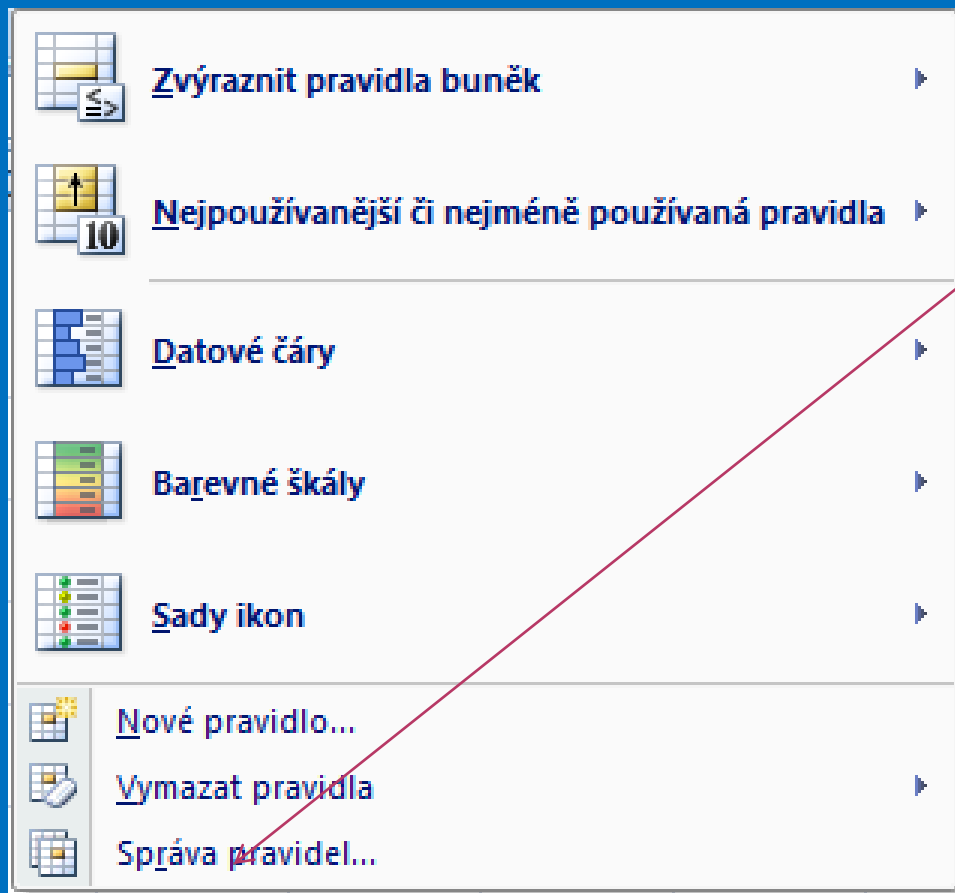 ≤≥
Zvýraznit pravidla buněk
10
Nejpoužívanější či nejméně používaná pravidla
Datové čáry
Barevné škály
Sady ikon
Nové pravidlo...
Vymazat pravidla
Správa pravidel...